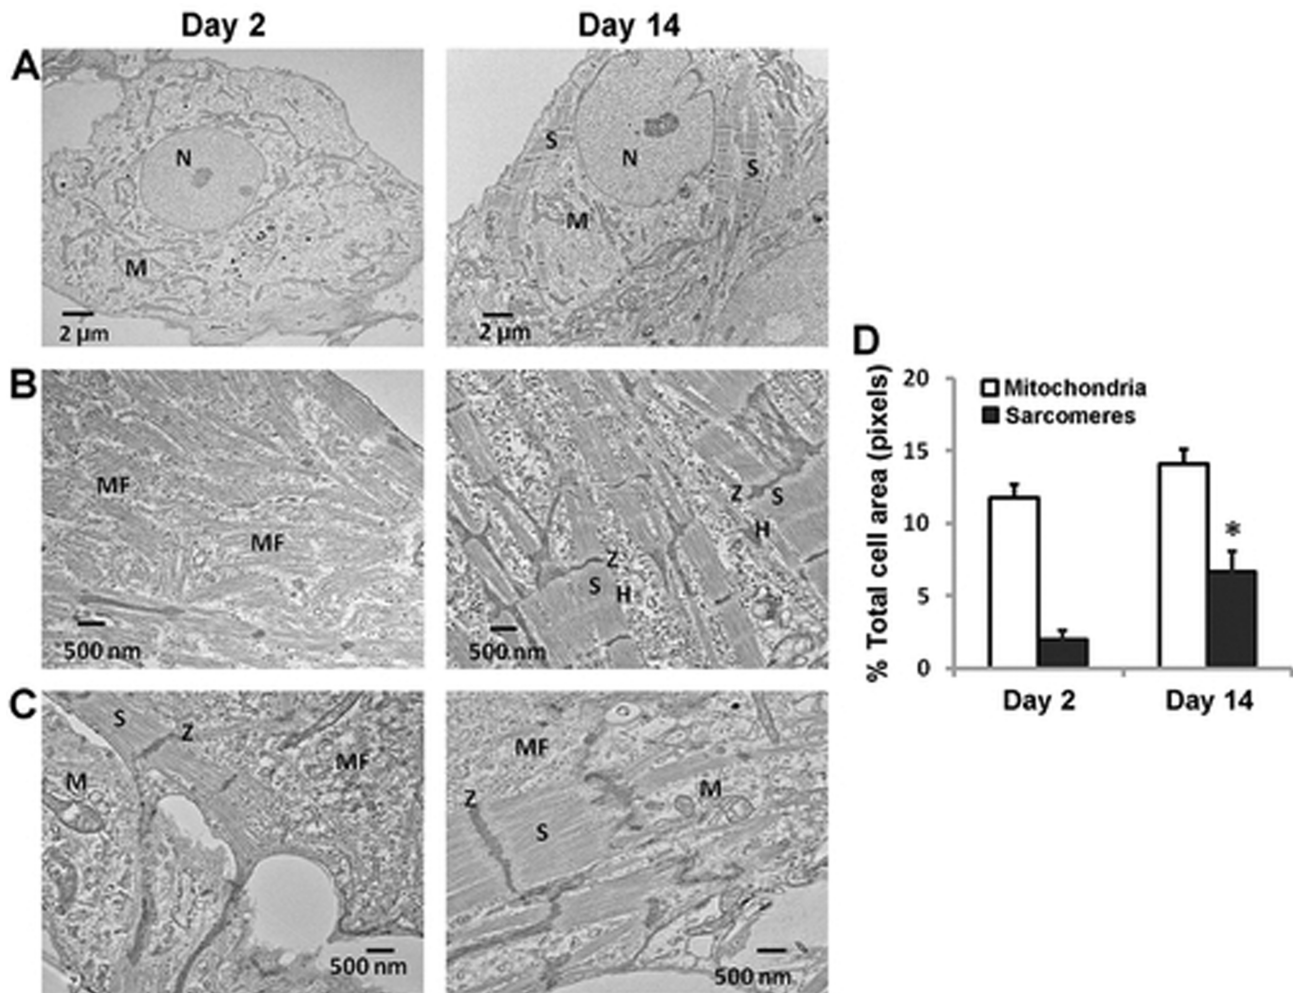 Day 2 Day 14
A
N
M
2 µm
S
N
S
M
2 µm
B
MF
MF
500 nm
Z S
H
Z
S H
500 nm
C
S
Z
MF
M
500 nm
MF
M
Z
S
500 nm
D
% Total cell area (pixels)
20
15
10
5
0
Mitochondria
Sarcomeres
*
Day 2 Day 14